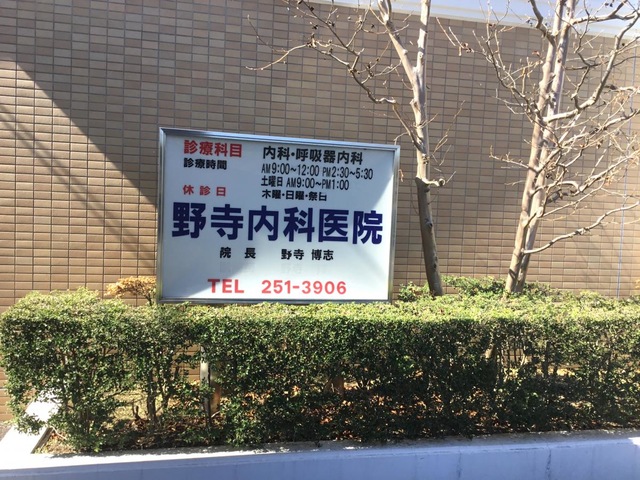 診療科目 内科・呼吸器内科
診療時間 AM9:00～12:00 PM2:30～5:30
土曜日 AM9:00～PM1:00
休診日 木曜・日曜・祭日
野寺内科医院
院長 野寺 博志
TEL 251-3906